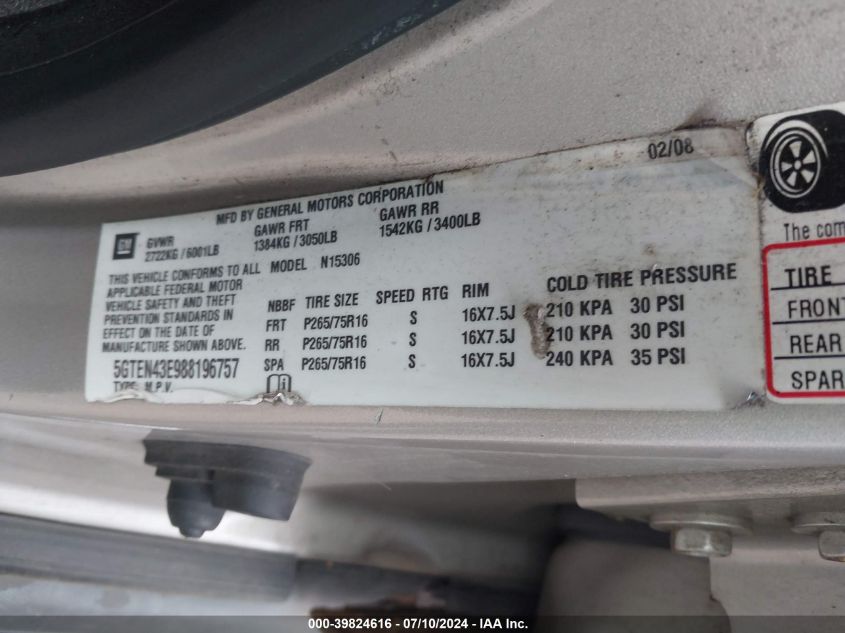 02/08
MFD BY GENERAL MOTORS CORPORATION
GM GVWR GAWR FRT GAWR RR
2722KG / 6001LB 1384KG / 3050LB 1542KG / 3400LB
THIS VEHICLE CONFORMS TO ALL MODEL N15306
APPLICABLE FEDERAL MOTOR
VEHICLE SAFETY AND THEFT
PREVENTION STANDARDS IN
EFFECT ON THE DATE OF
MANUFACTURE SHOWN ABOVE.
5GTEN43E988196757
TYPE: M.P.V.
NBBF TIRE SIZE SPEED RTG RIM COLD TIRE PRESSURE
FRT P265/75R16 S 16X7.5J 210 KPA 30 PSI
RR P265/75R16 S 16X7.5J 210 KPA 30 PSI
SPA P265/75R16 S 16X7.5J 240 KPA 35 PSI
The com
TIRE
FRONT
REAR
SPAR
000-39824616 - 07/10/2024 - IAA Inc.